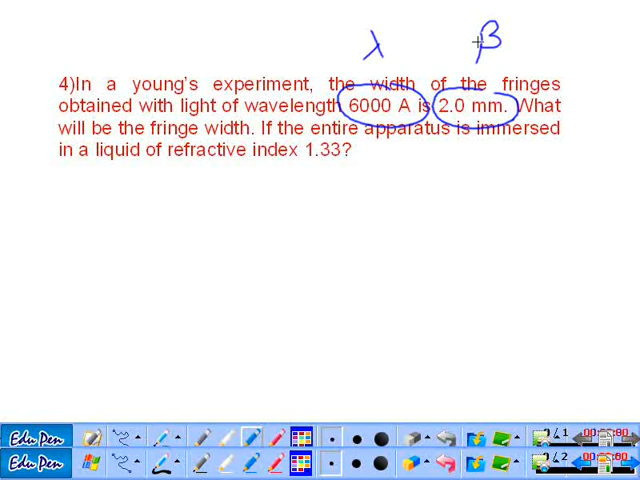 λ β
4)In a young's experiment, the width of the fringes
obtained with light of wavelength 6000 A is 2.0 mm. What
will be the fringe width. If the entire apparatus is immersed
in a liquid of refractive index 1.33?
Edu Pen
/ 1
Edu Pen
/ 2